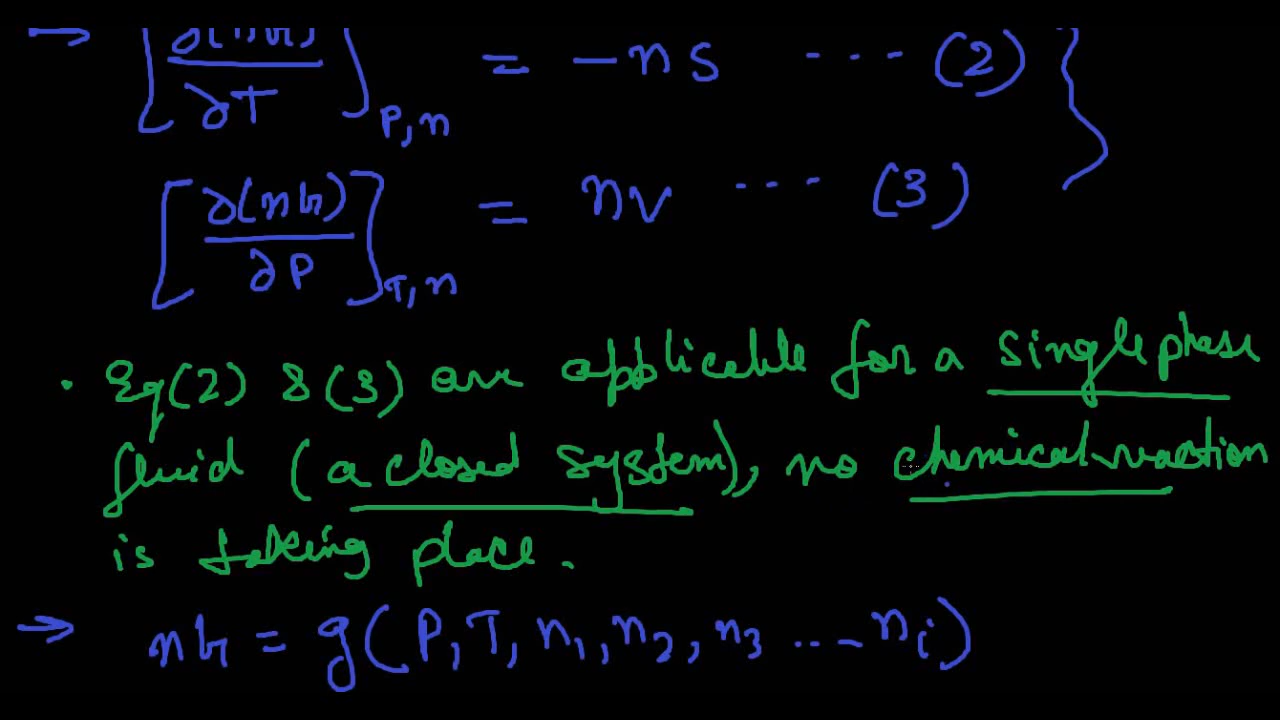 → [∂(nG)/∂T]P,n = -nS ... (2)
[∂(nG)/∂P]T,n = nV ... (3)
. Eq(2) & (3) are applicable for a single phase
fluid (a closed system), no chemical reaction
is taking place.
→ nG = g(P, T, n1, n2, n3 ... ni)